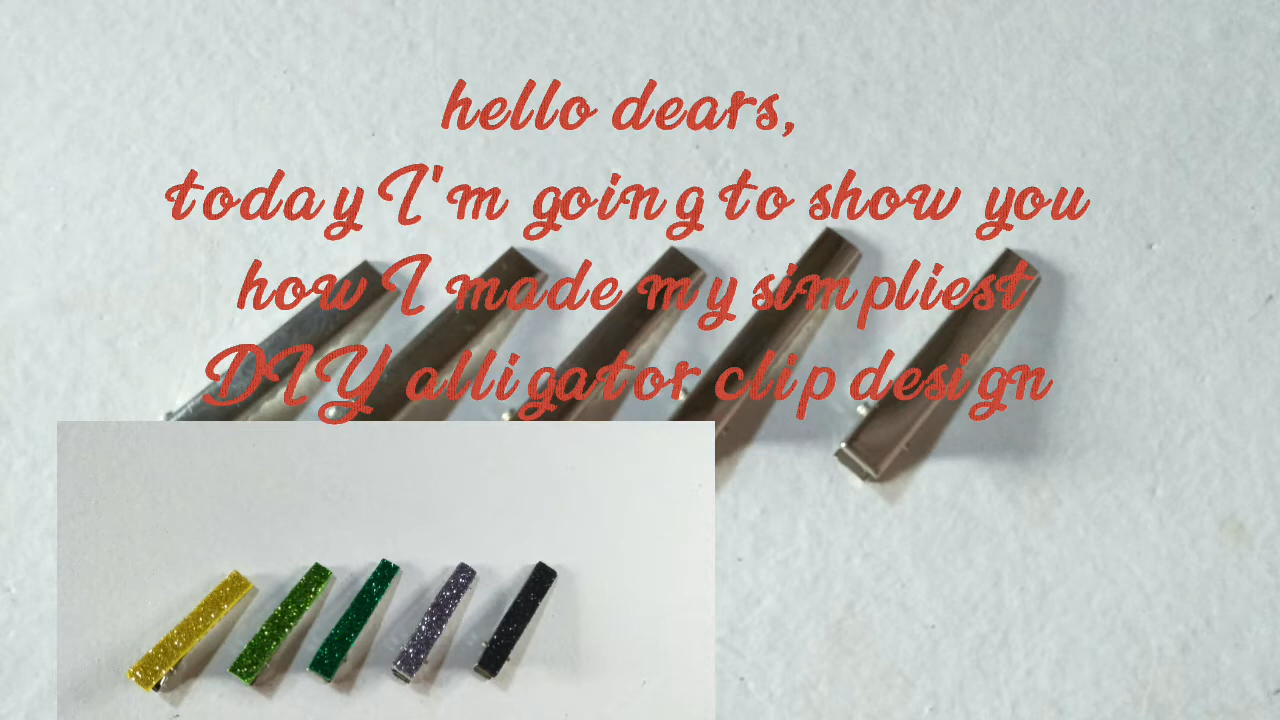 hello dears,
today I'm going to show you
how I made my simpliest
DIY alligator clip design